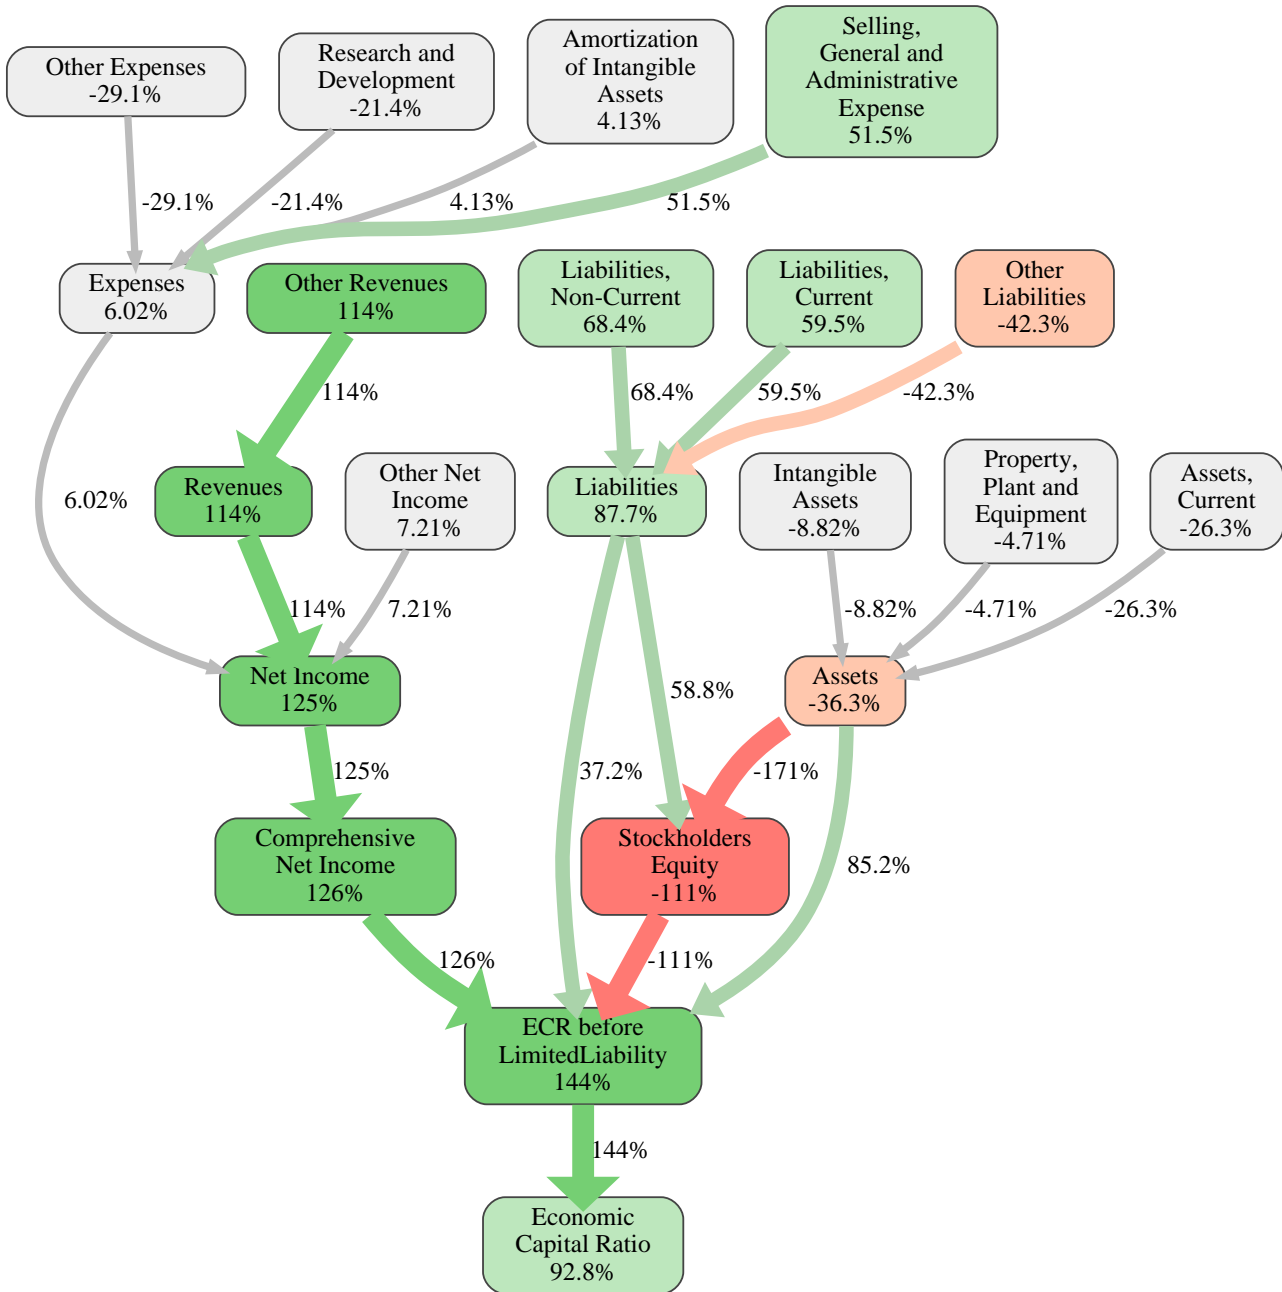 Other Expenses
-29.1%
Research and
Development
-21.4%
Amortization
of Intangible
Assets
4.13%
Selling,
General and
Administrative
Expense
51.5%
-29.1%
-21.4%
4.13%
51.5%
Expenses
6.02%
Other Revenues
114%
Liabilities,
Non-Current
68.4%
Liabilities,
Current
59.5%
Other
Liabilities
-42.3%
114%
68.4%
59.5%
-42.3%
6.02%
Revenues
114%
Other Net
Income
7.21%
Liabilities
87.7%
Intangible
Assets
-8.82%
Property,
Plant and
Equipment
-4.71%
Assets,
Current
-26.3%
114%
7.21%
-8.82%
-4.71%
-26.3%
Net Income
125%
58.8%
Assets
-36.3%
125%
37.2%
-171%
Comprehensive
Net Income
126%
Stockholders
Equity
-111%
85.2%
126%
-111%
ECR before
LimitedLiability
144%
144%
Economic
Capital Ratio
92.8%